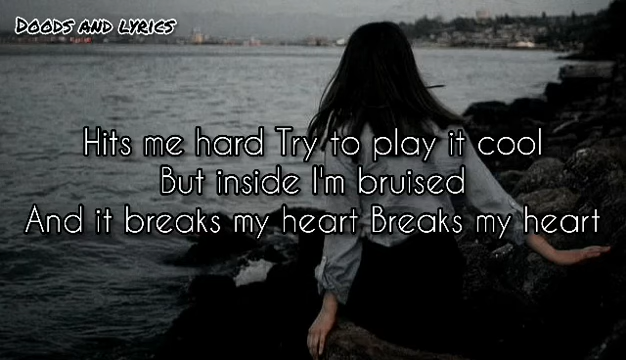 Doods and lyrics
Hits me hard Try to play it cool
But inside I'm bruised
And it breaks my heart Breaks my heart